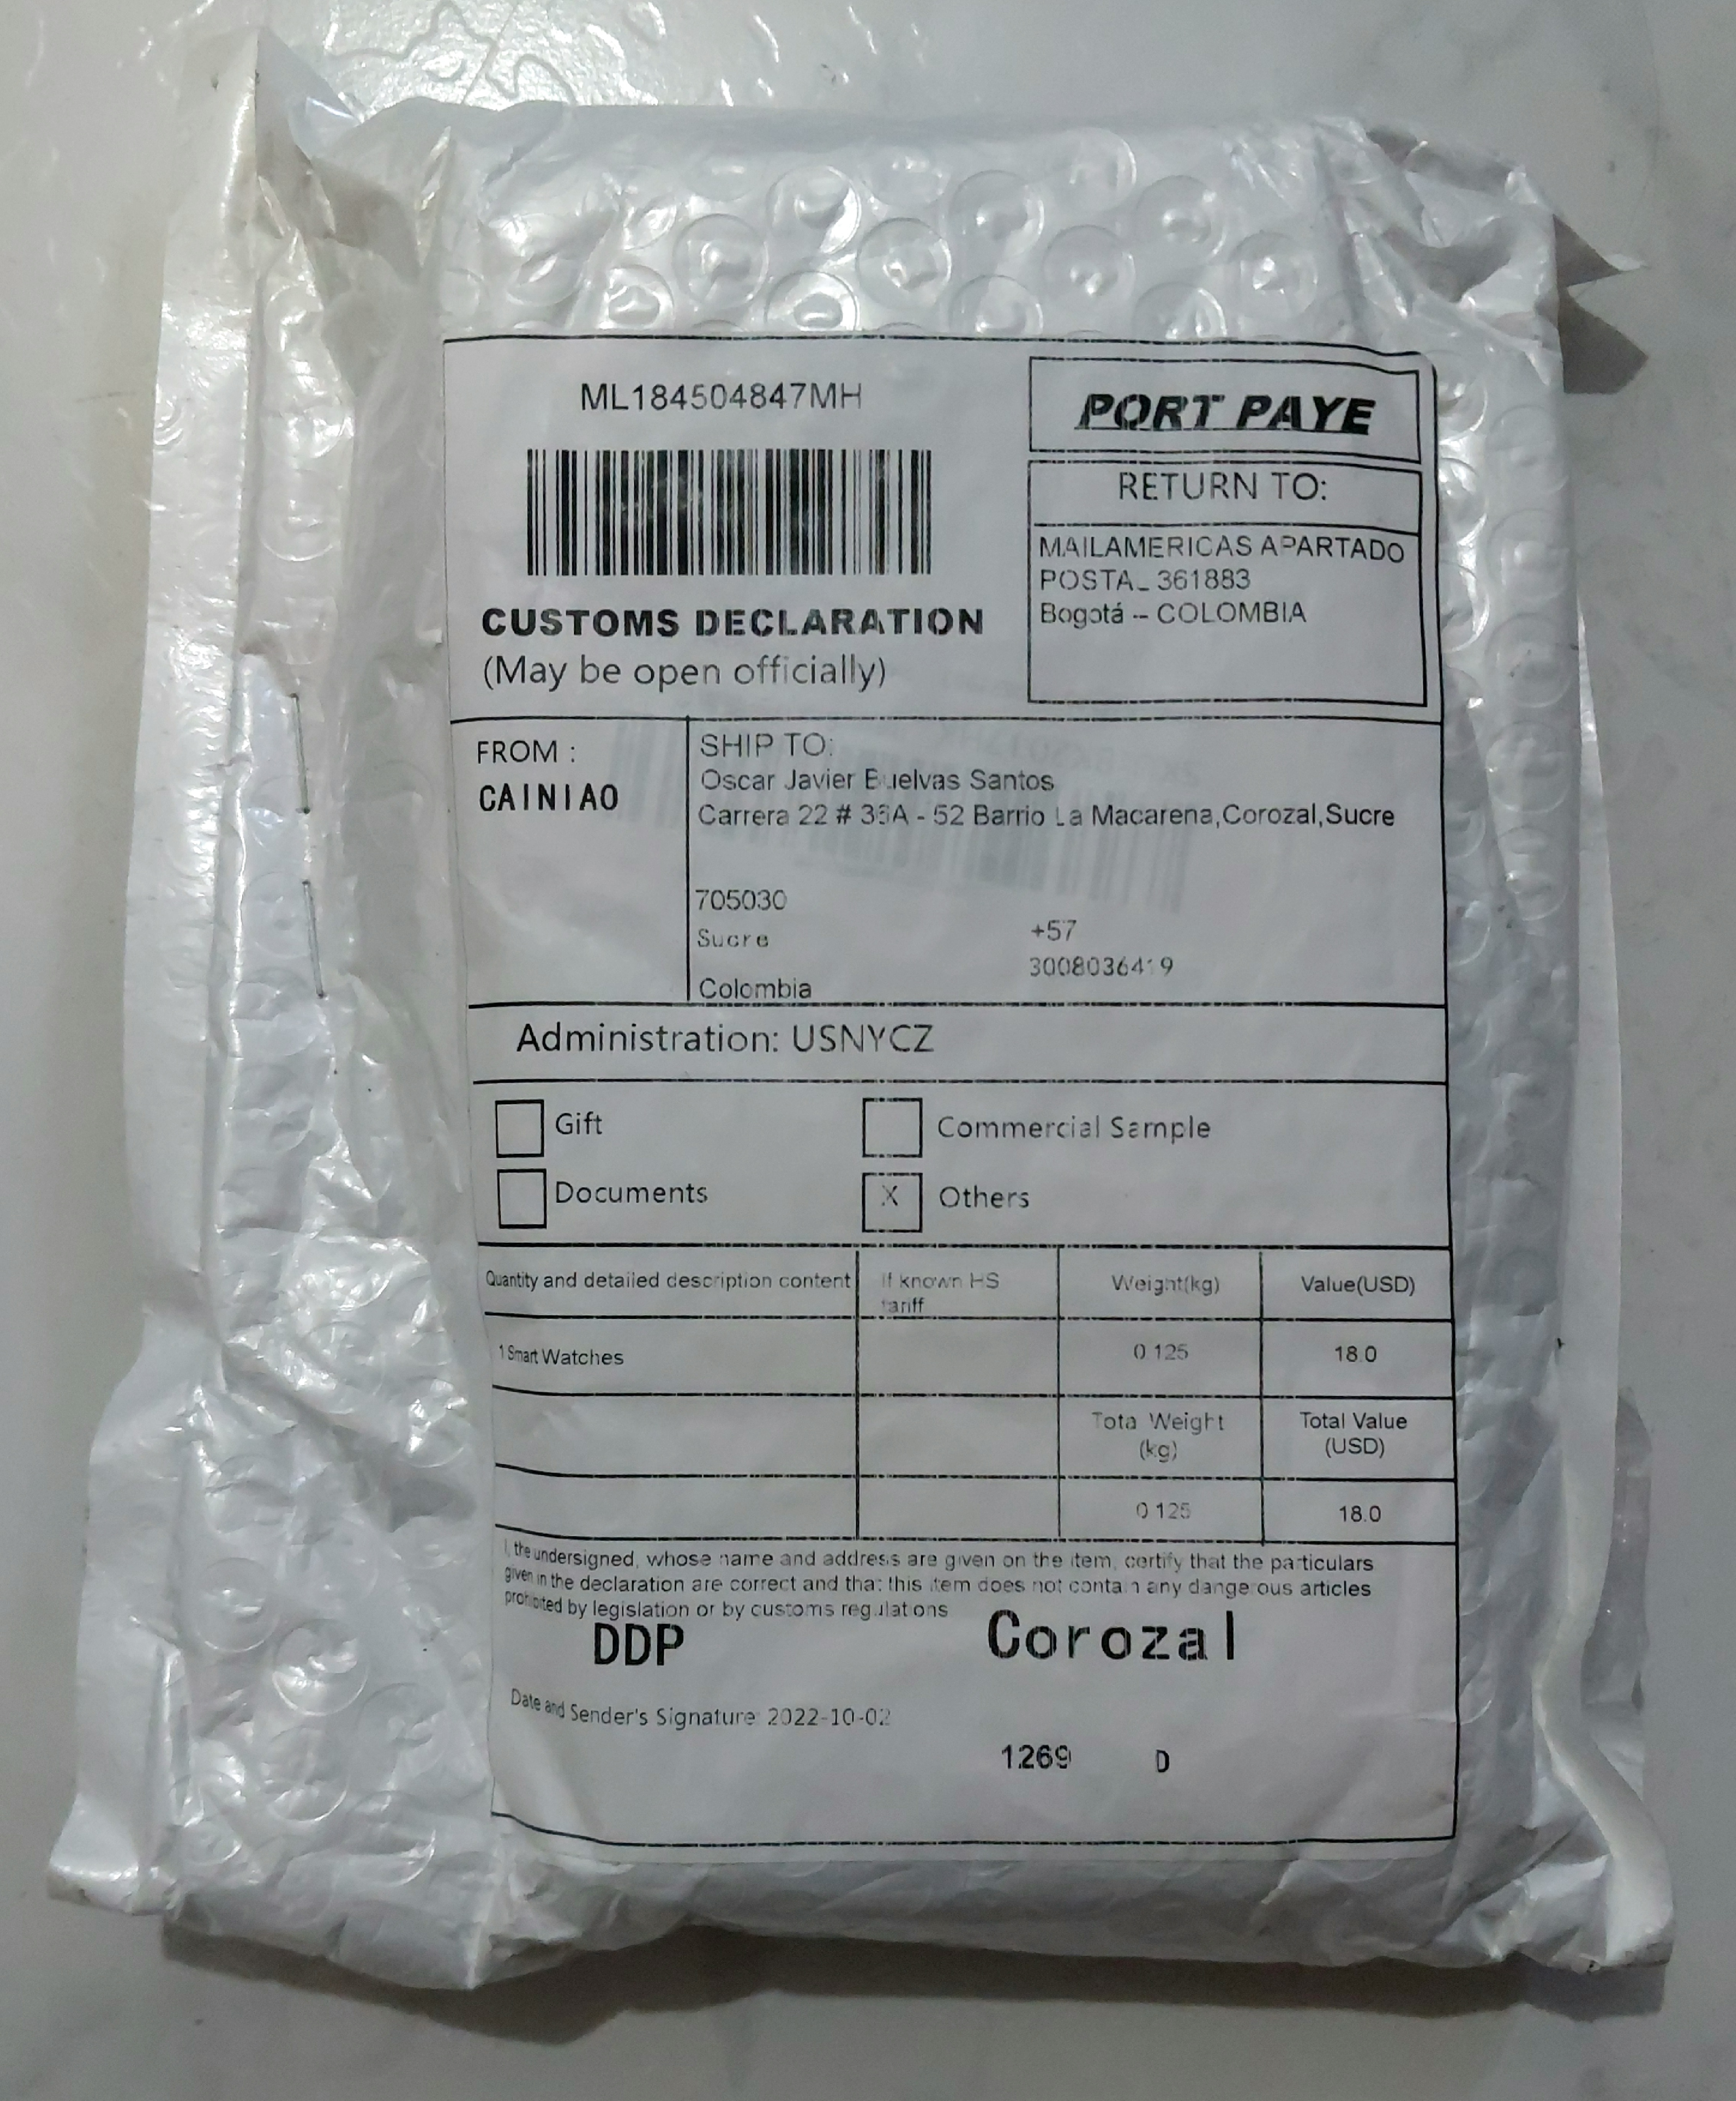 ML184504847MH
PORT PAYE
RETURN TO:
MAILAMERICAS APARTADO
POSTAL 361883
Bogotá -- COLOMBIA
CUSTOMS DECLARATION
(May be open officially)
FROM :
CAINIAO
SHIP TO:
Oscar Javier Buelvas Santos
Carrera 22 # - 52 Barrio La Macarena,Corozal,Sucre
705030
Sucre
Colombia
+57
Administration: USNYCZ
Gift
Commercial Sample
Documents
X Others
Quantity and detailed description content
If known HS
tariff
Weight(kg)
Value(USD)
1 Smart Watches
0.125
18.0
Total Weight
(kg)
Total Value
(USD)
0.125
18.0
I, the undersigned, whose name and address are given on the item, certify that the particulars
given in the declaration are correct and that this item does not contain any dangerous articles
prohibited by legislation or by customs regulations
DDP
Corozal
Date and Sender's Signature: 2022-10-02
1269 D